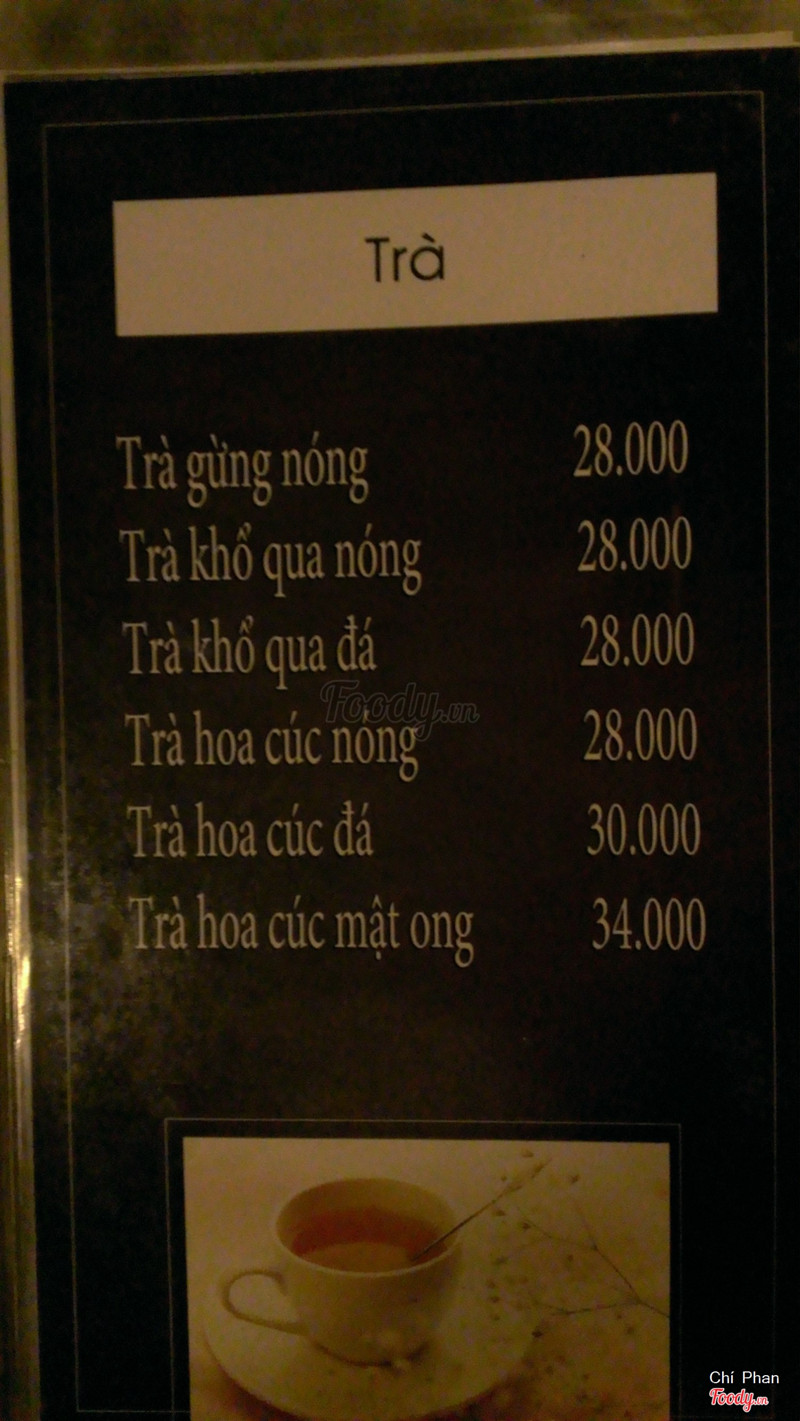 Trà
Trà gừng nóng 28.000
Trà khổ qua nóng 28.000
Trà khổ qua đá 28.000
Foody.vn
Trà hoa cúc nóng 28.000
Trà hoa cúc đá 30.000
Trà hoa cúc mật ong 34.000
Chí Phan
Foody.vn